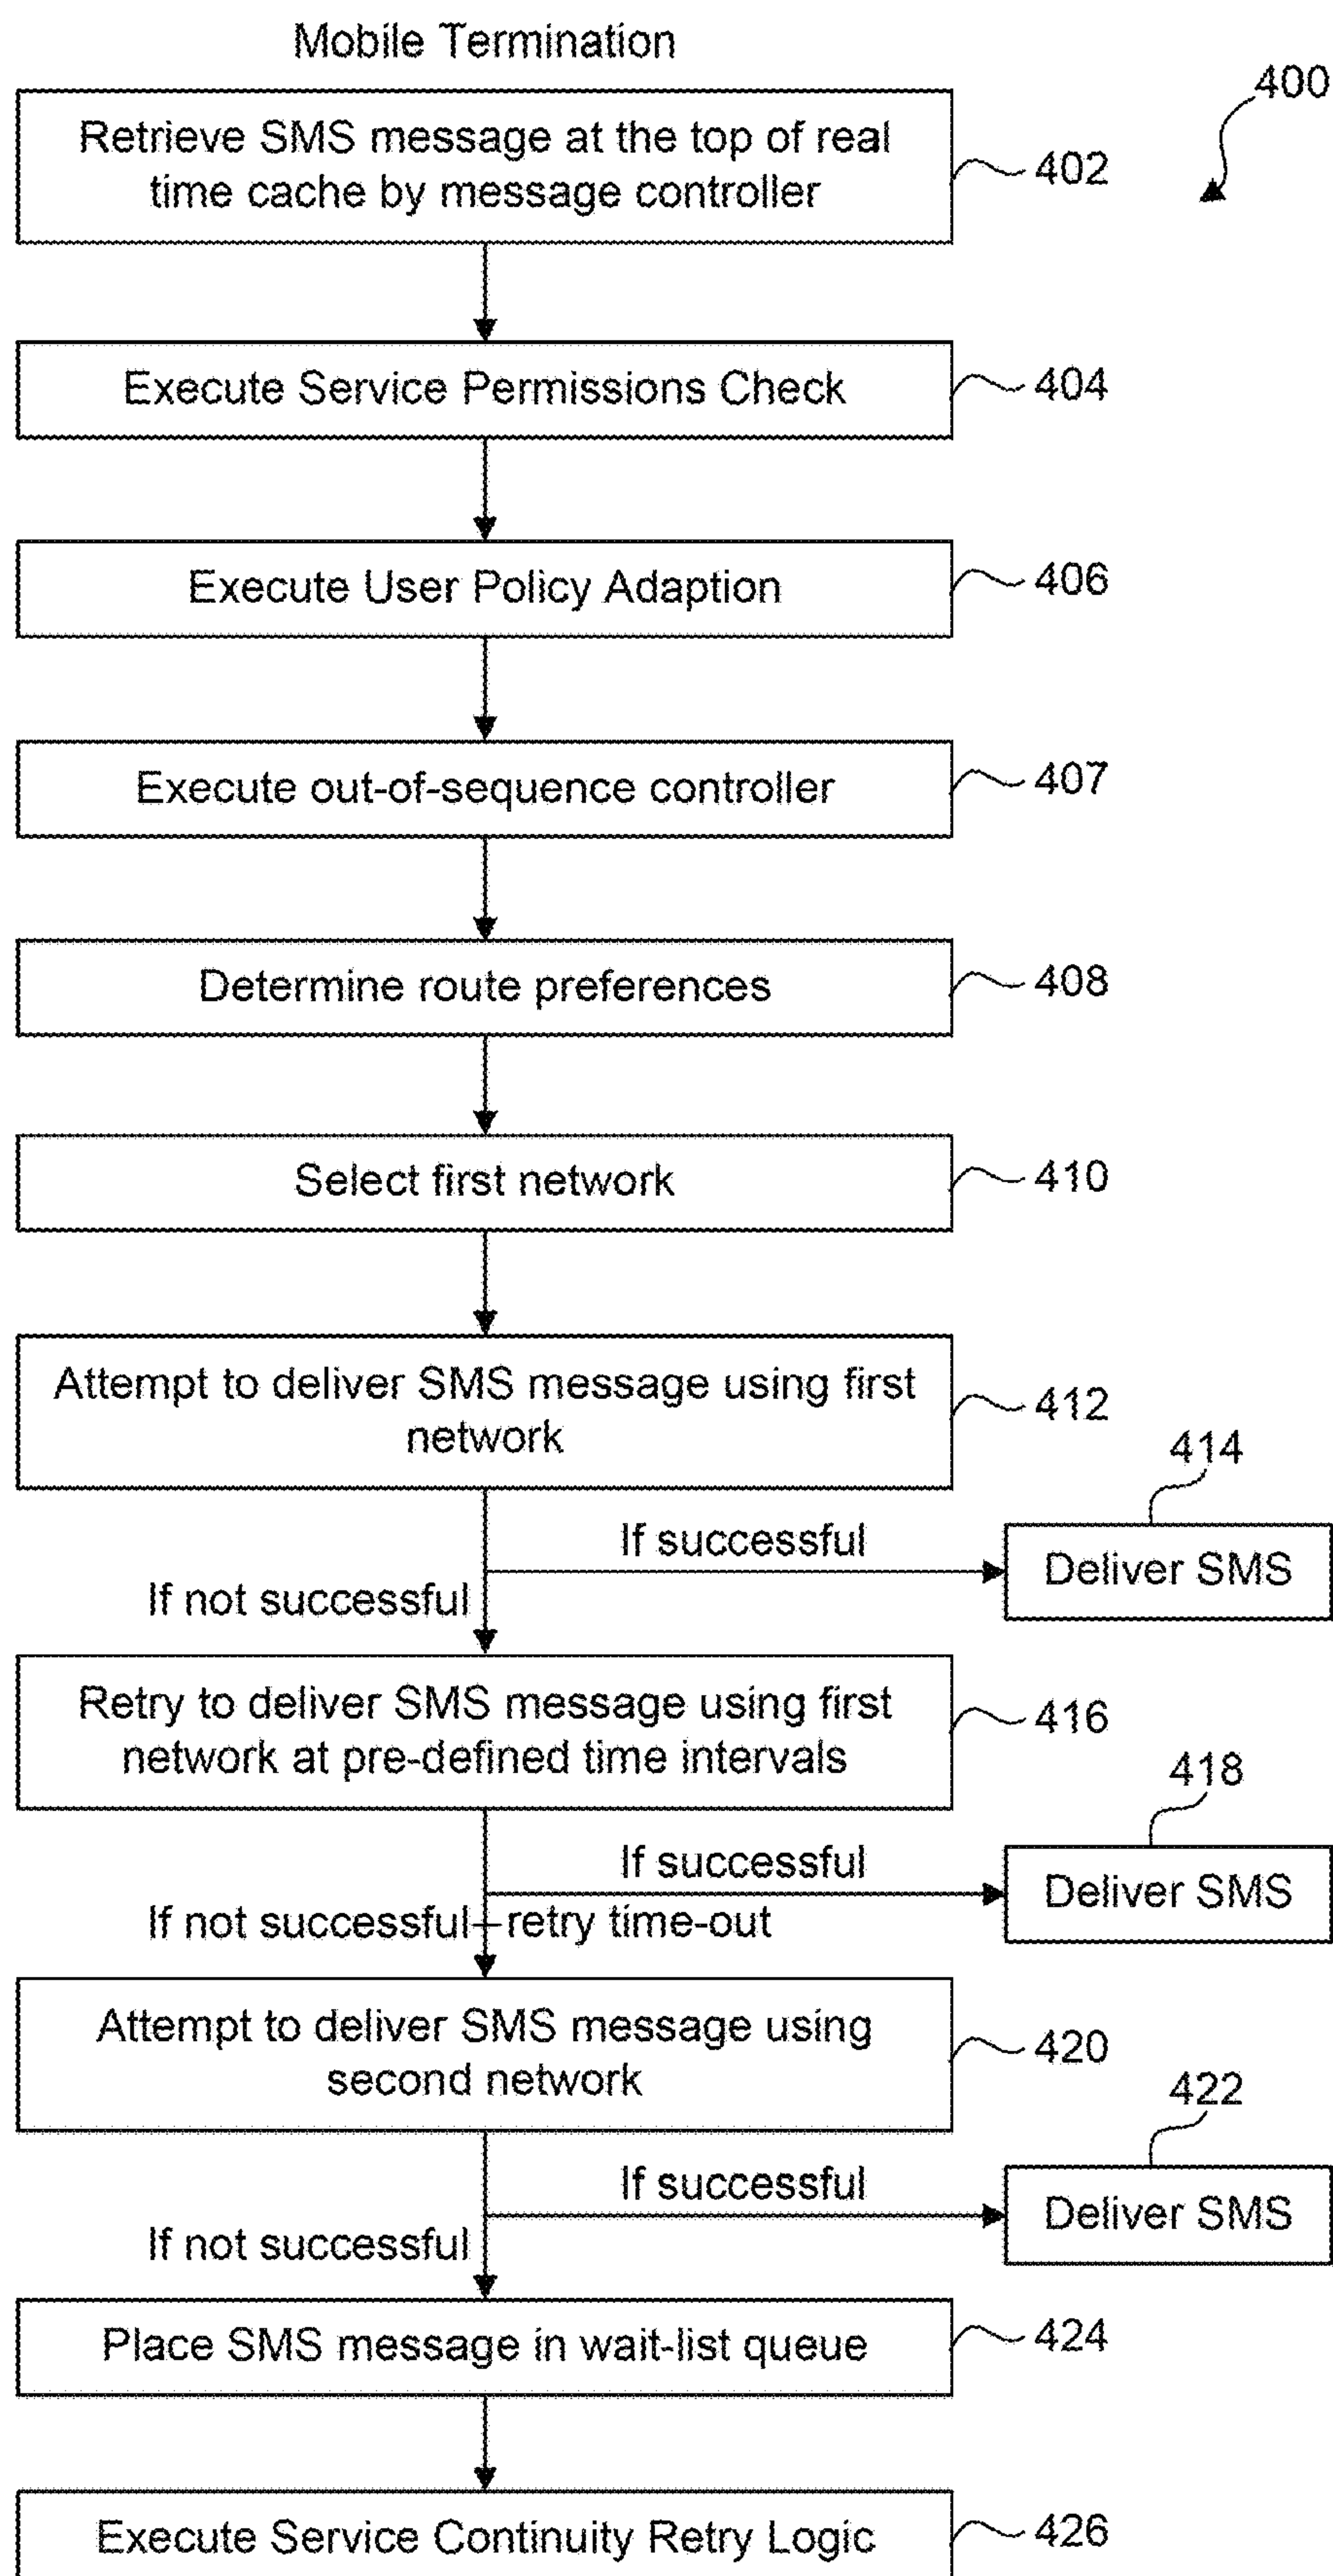 Mobile Termination
400
Retrieve SMS message at the top of real
time cache by message controller
402
Execute Service Permissions Check
404
Execute User Policy Adaption
406
Execute out-of-sequence controller
407
Determine route preferences
408
Select first network
410
Attempt to deliver SMS message using first
network
412
414
If successful
Deliver SMS
If not successful
Retry to deliver SMS message using first
network at pre-defined time intervals
416
418
If successful
Deliver SMS
If not successful – retry time-out
Attempt to deliver SMS message using
second network
420
422
If successful
Deliver SMS
If not successful
Place SMS message in wait-list queue
424
Execute Service Continuity Retry Logic
426